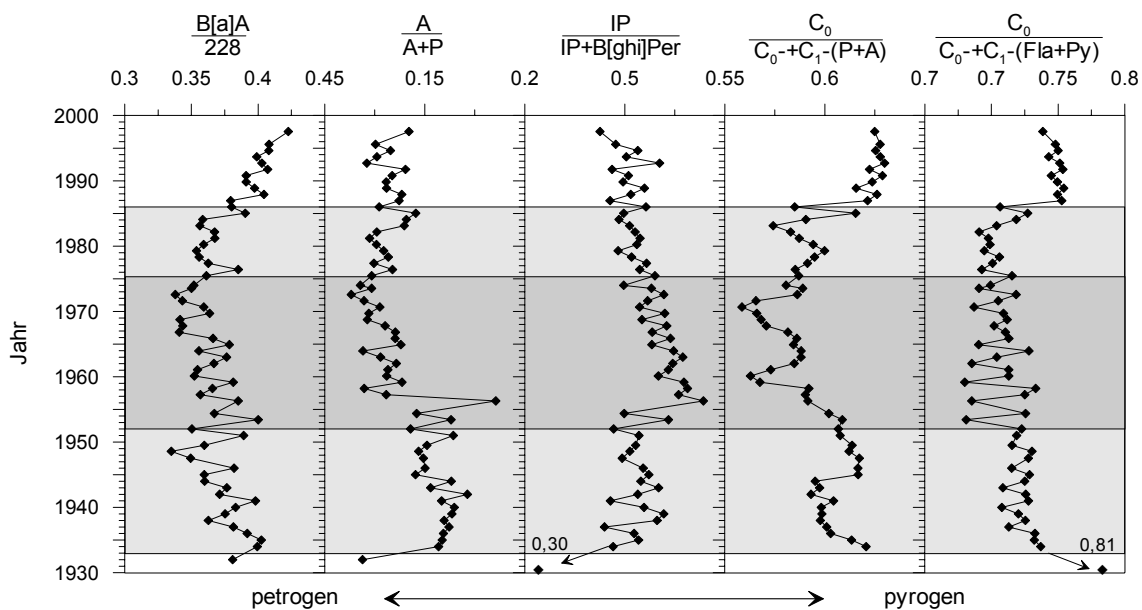 B[a]A
228
A
A+P
IP
IP+B[ghi]Per
C₀
C₀-+C₁-(P+A)
C₀
C₀-+C₁-(Fla+Py)
0.3 0.35 0.4 0.45 0.15 0.2 0.5 0.55 0.6 0.7 0.7 0.75 0.8
2000
1990
1980
1970
1960
1950
1940
1930
Jahr
0,30
0,81
petrogen pyrogen